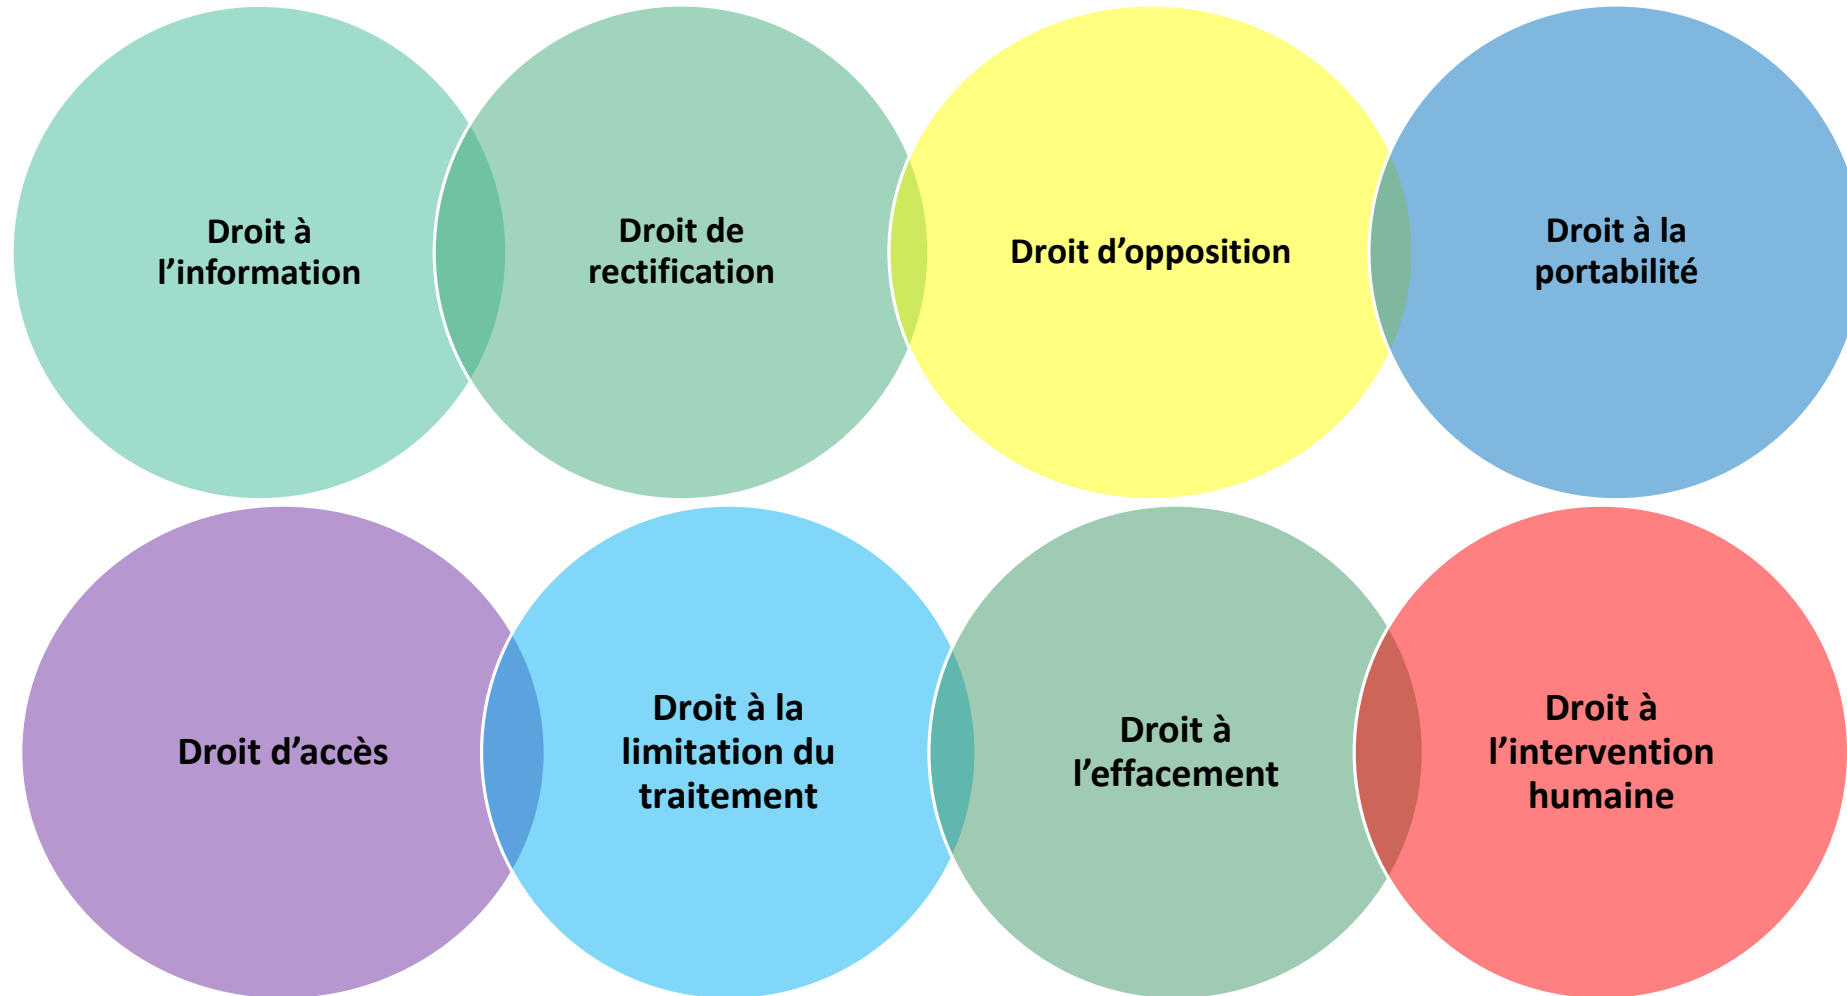 Droit à
l’information
Droit de
rectification
Droit d’opposition
Droit à la
portabilité
Droit d’accès
Droit à la
limitation du
traitement
Droit à
l’effacement
Droit à
l’intervention
humaine